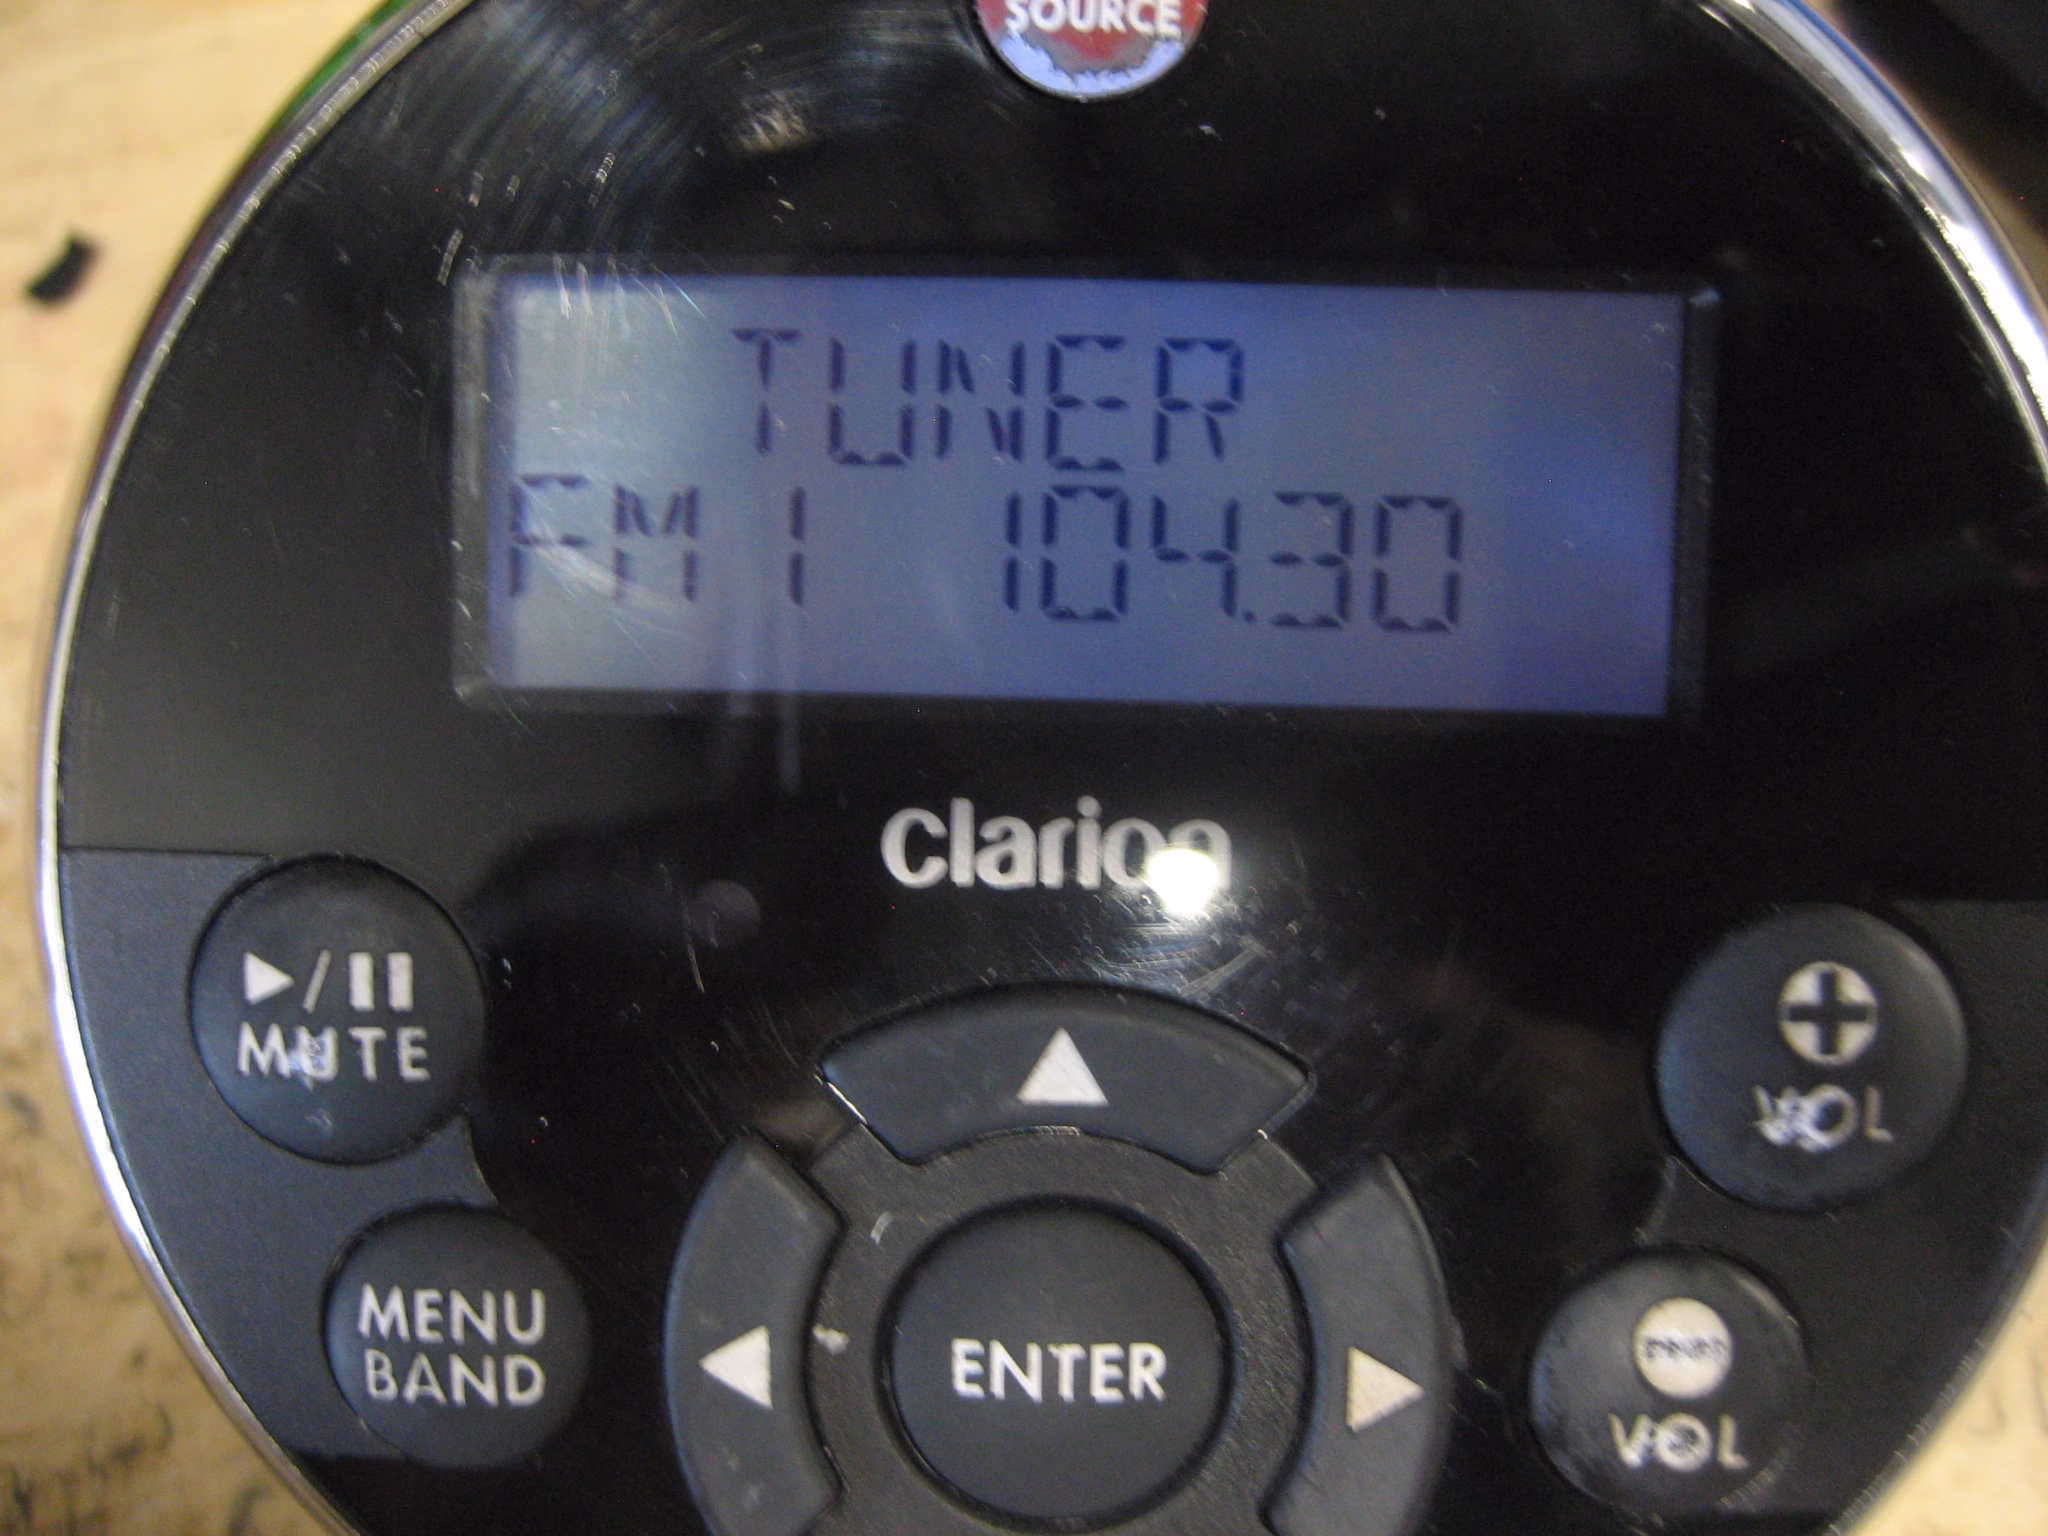 SOURCE
TUNER
FM 1 104.30
clarion
MUTE
MENU
BAND
ENTER
VOL
VOL